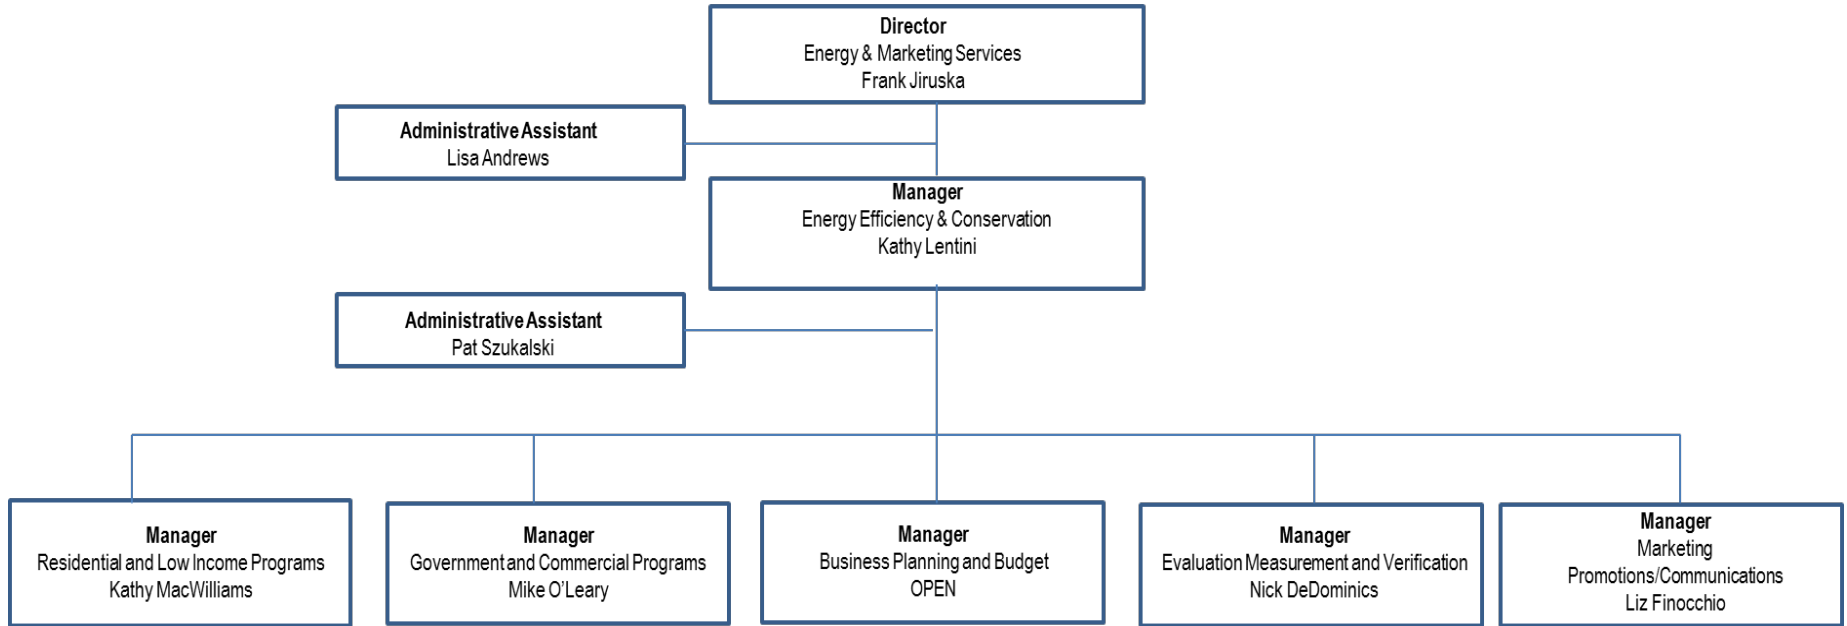 Director
Energy & Marketing Services
Frank Jiruska
Administrative Assistant
Lisa Andrews
Manager
Energy Efficiency & Conservation
Kathy Lentini
Administrative Assistant
Pat Szukalski
Manager
Residential and Low Income Programs
Kathy MacWilliams
Manager
Government and Commercial Programs
Mike O'Leary
Manager
Business Planning and Budget
OPEN
Manager
Evaluation Measurement and Verification
Nick DeDominics
Manager
Marketing
Promotions/Communications
Liz Finocchio